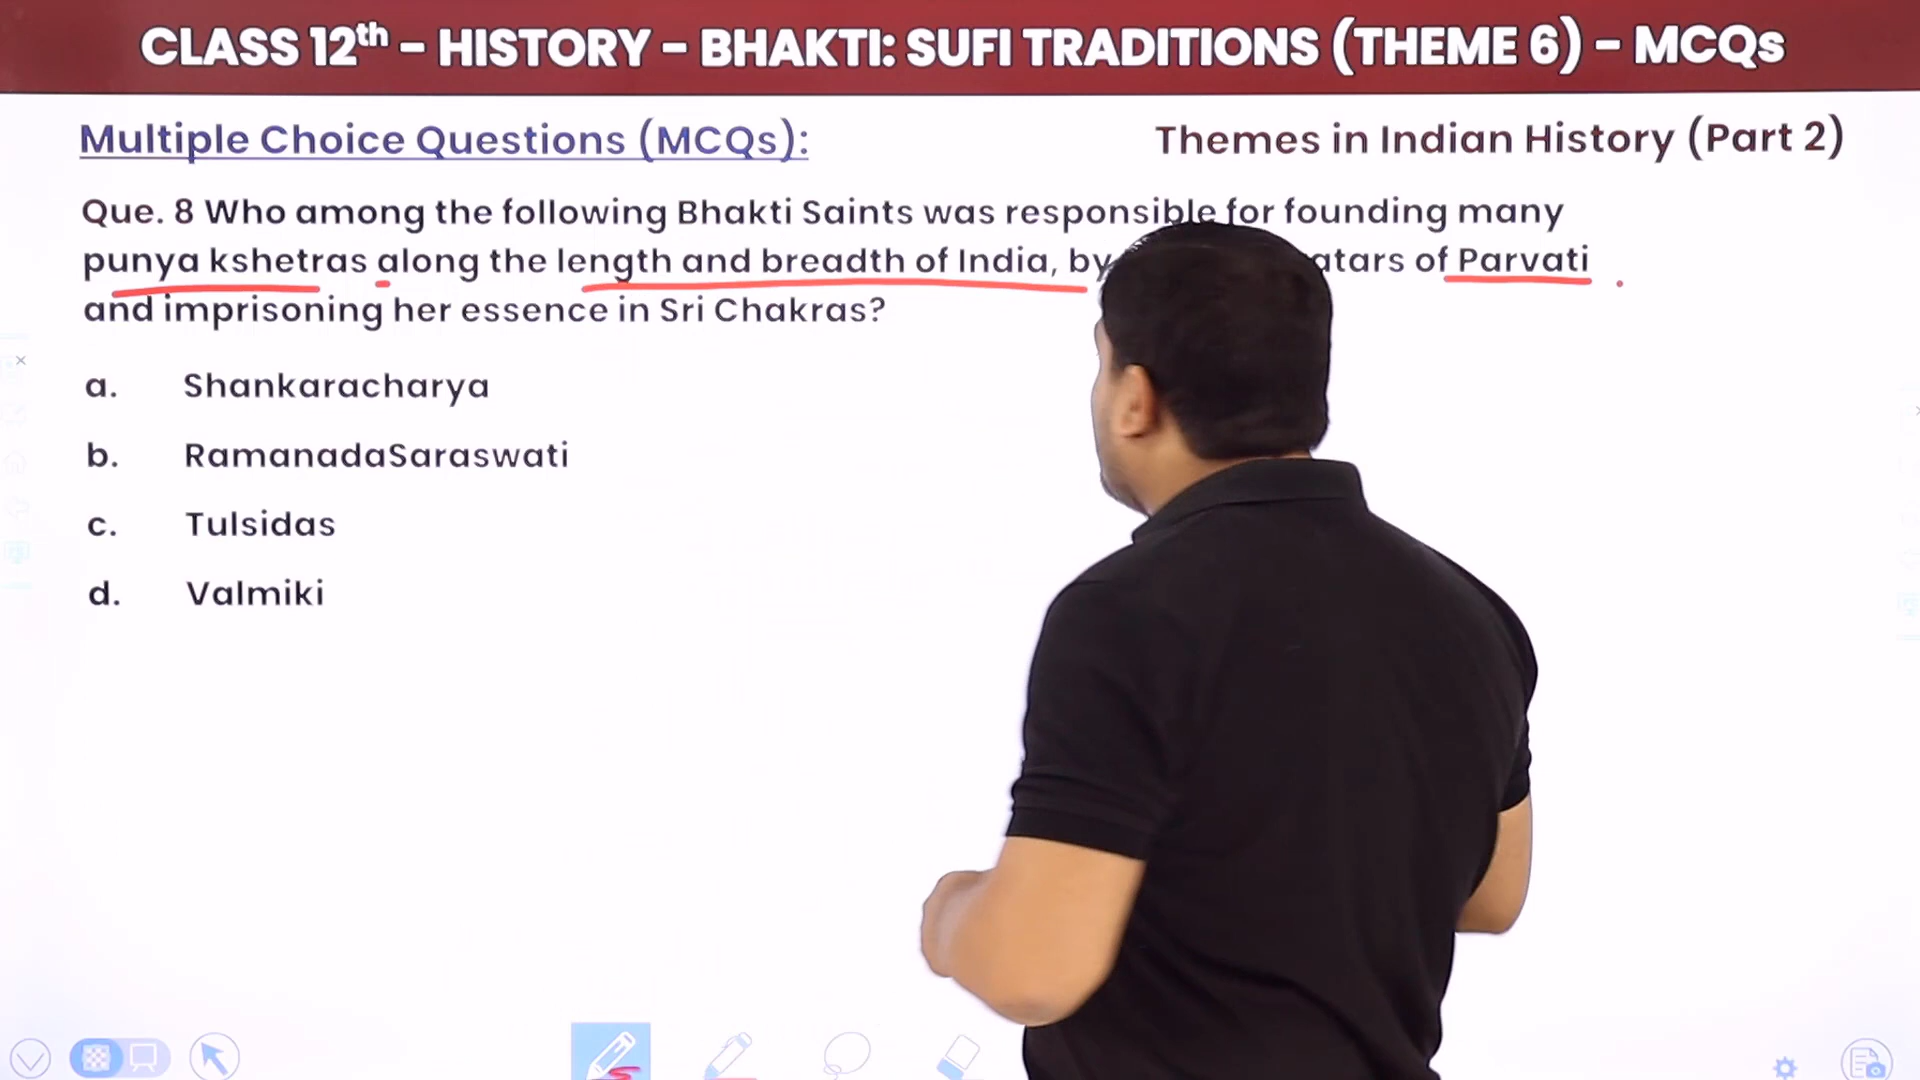 CLASS 12th - HISTORY - BHAKTI: SUFI TRADITIONS (THEME 6) - MCQs
Multiple Choice Questions (MCQs):
Themes in Indian History (Part 2)
Que. 8 Who among the following Bhakti Saints was responsible for founding many
punya kshetras along the length and breadth of India, by of Parvati
and imprisoning her essence in Sri Chakras?
a. Shankaracharya
b. RamanadaSaraswati
c. Tulsidas
d. Valmiki